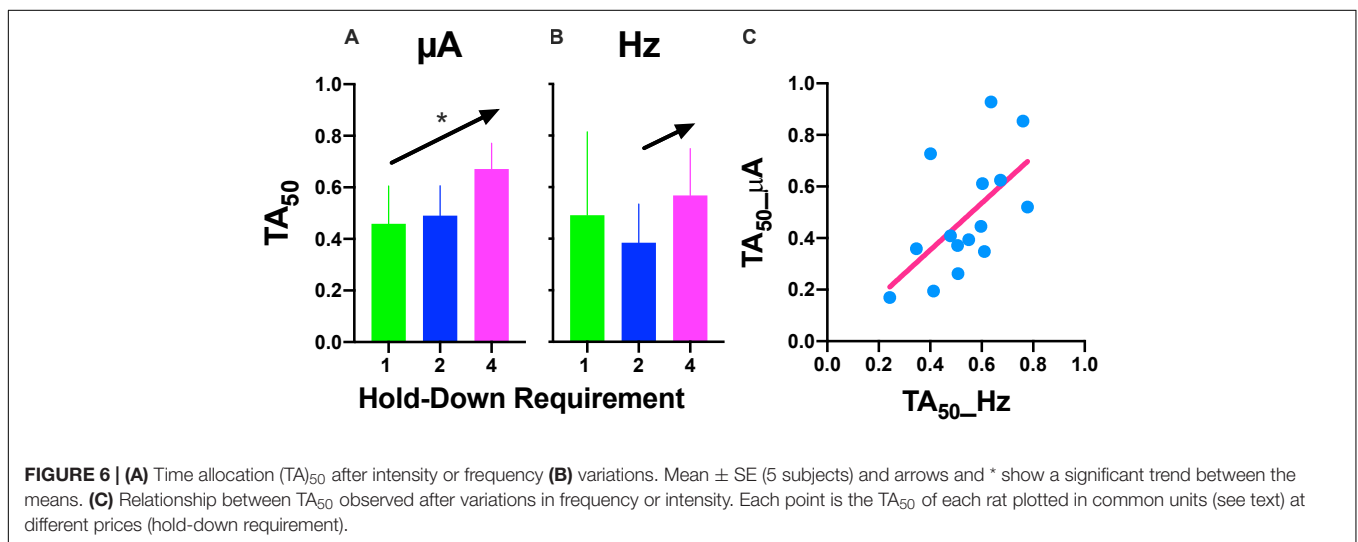 A
µA
B
Hz
C
1.0
0.8
0.6
0.4
0.2
0.0
TA50
*
1 2 4
1 2 4
Hold-Down Requirement
1.0
0.8
0.6
0.4
0.2
0.0
TA50_µA
0.0 0.2 0.4 0.6 0.8 1.0
TA50_Hz
FIGURE 6 | (A) Time allocation (TA)50 after intensity or frequency (B) variations. Mean ± SE (5 subjects) and arrows and * show a significant trend between the
means. (C) Relationship between TA50 observed after variations in frequency or intensity. Each point is the TA50 of each rat plotted in common units (see text) at
different prices (hold-down requirement).